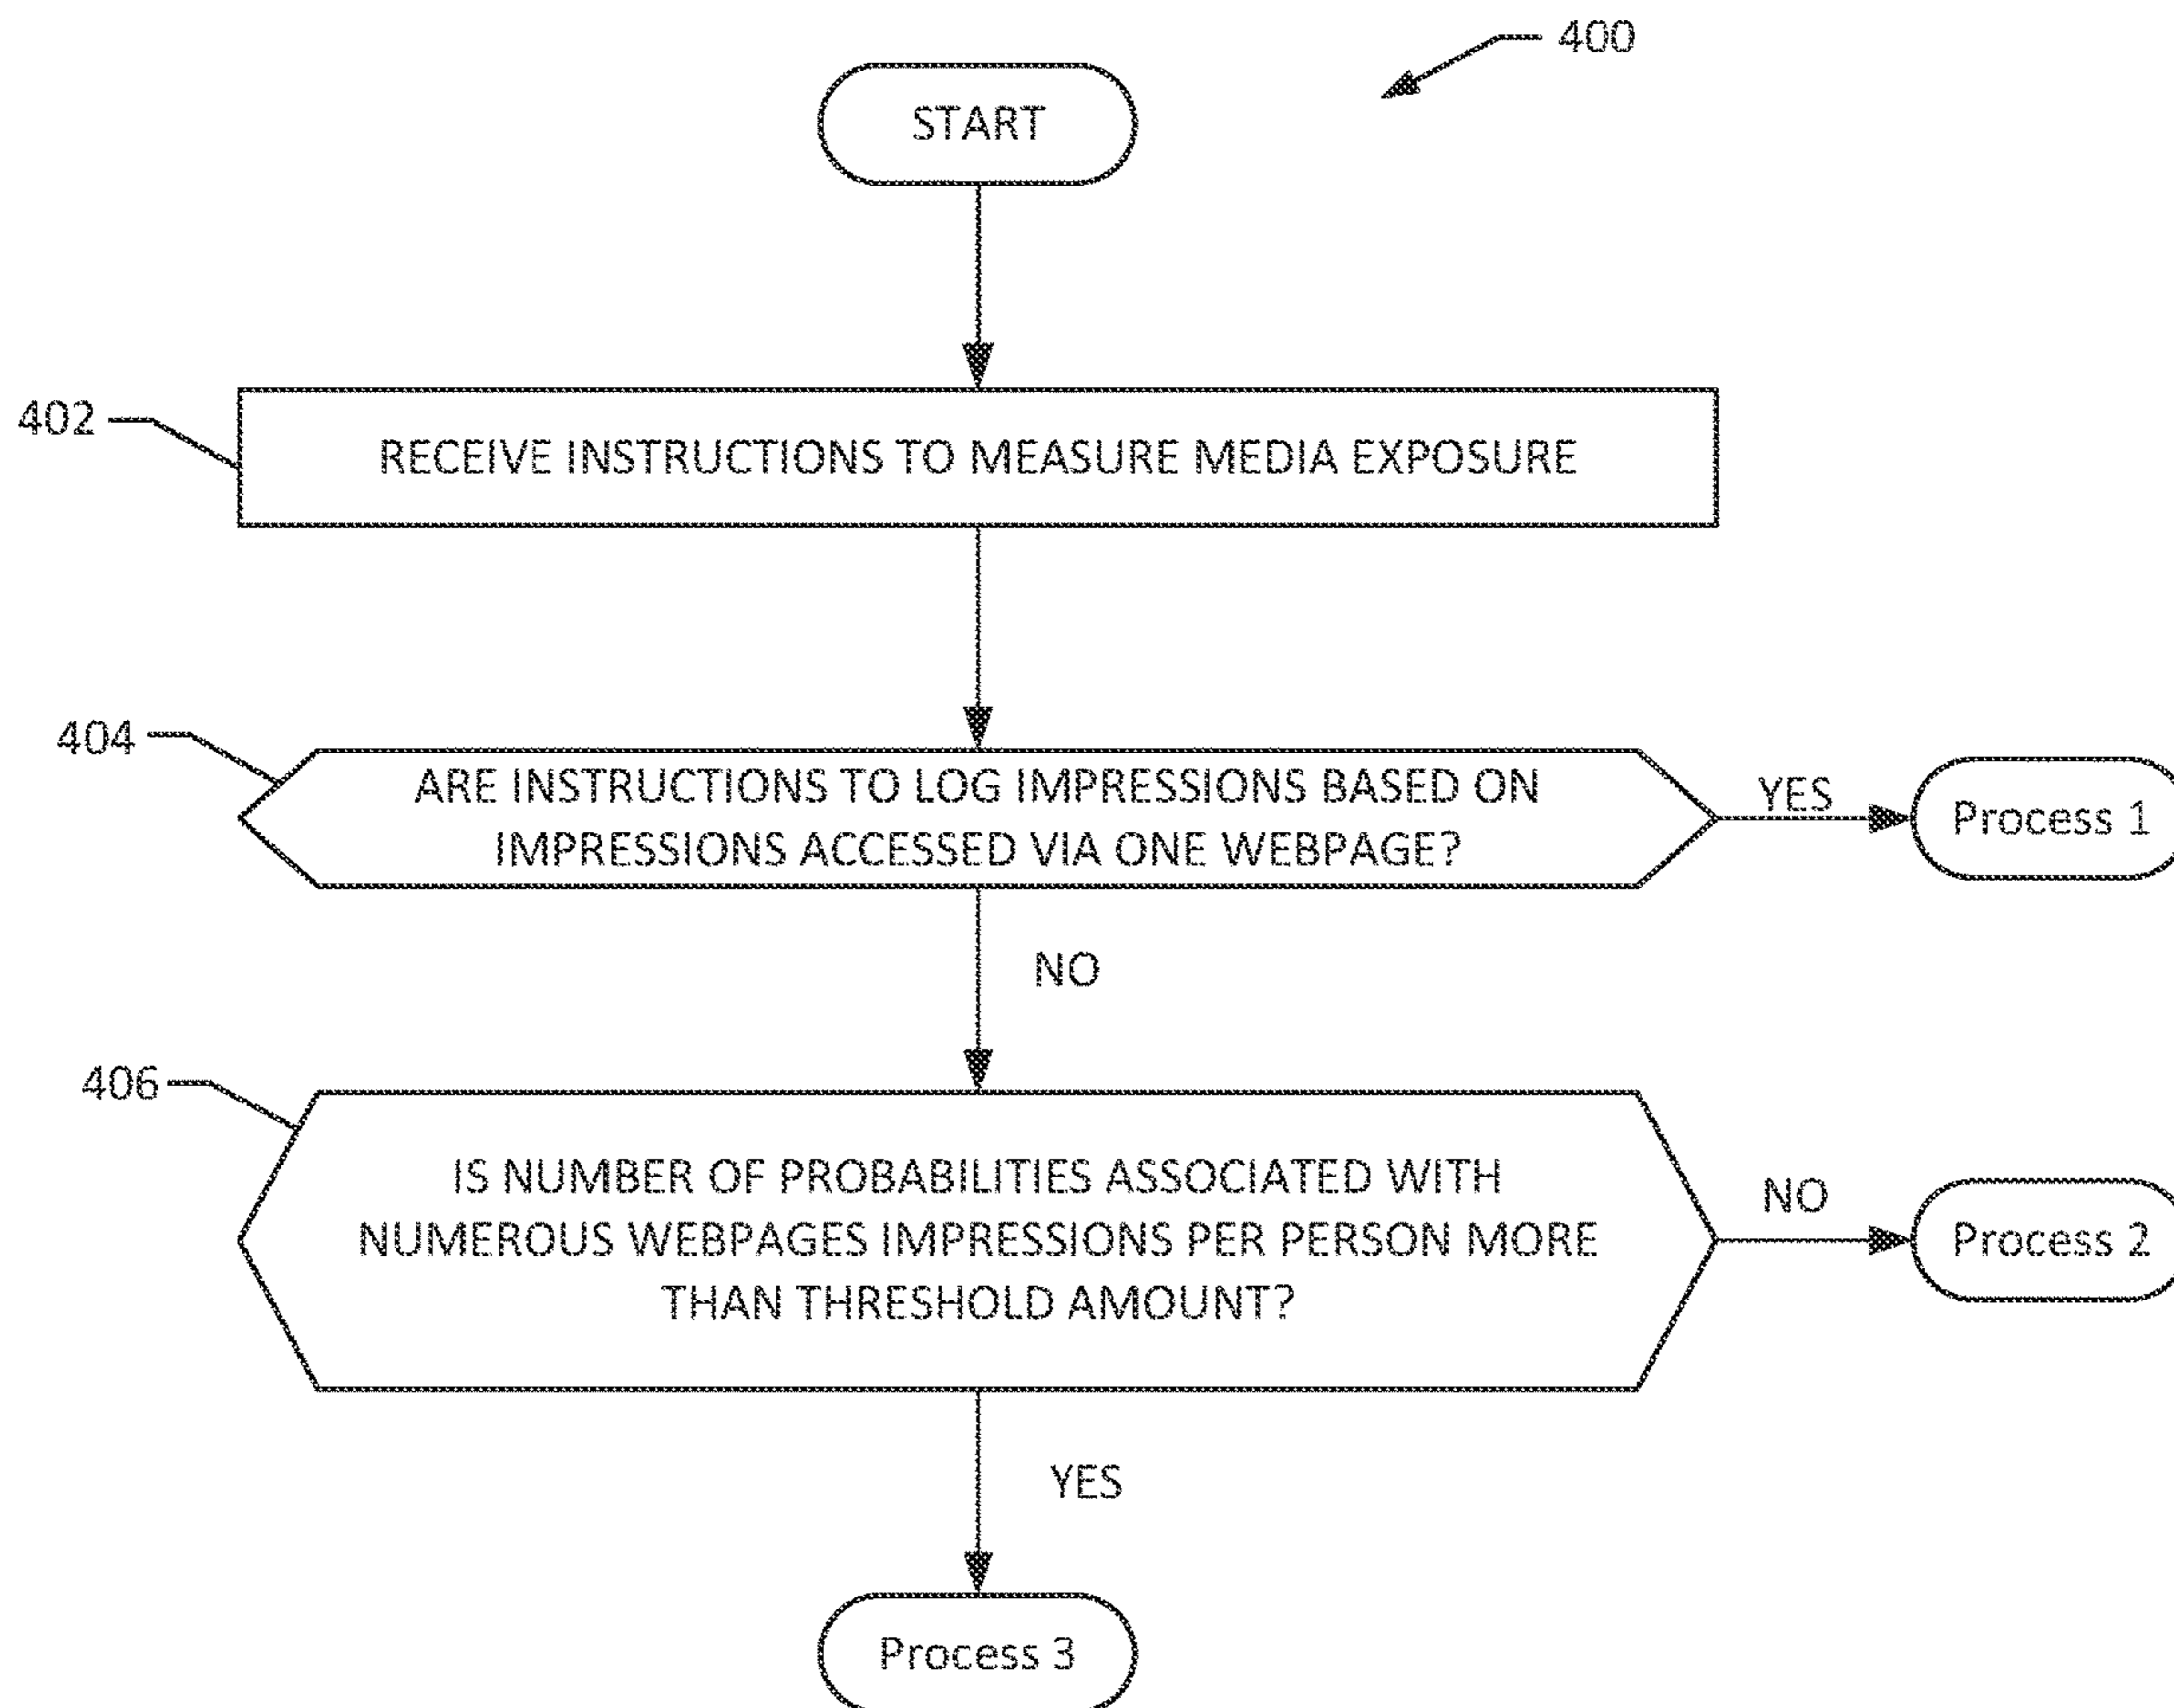 400
START
402
RECEIVE INSTRUCTIONS TO MEASURE MEDIA EXPOSURE
404
ARE INSTRUCTIONS TO LOG IMPRESSIONS BASED ON
IMPRESSIONS ACCESSED VIA ONE WEBPAGE?
YES
Process 1
NO
406
IS NUMBER OF PROBABILITIES ASSOCIATED WITH
NUMEROUS WEBPAGES IMPRESSIONS PER PERSON MORE
THAN THRESHOLD AMOUNT?
NO
Process 2
YES
Process 3